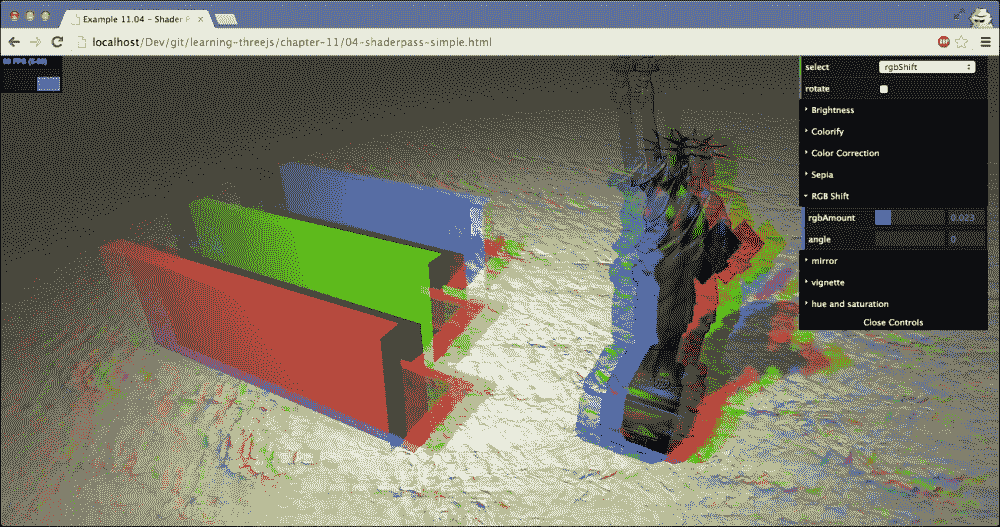 Example 11.04 – Shader P
localhost/Dev/git/learning-threejs/chapter-11/04-shaderpass-simple.html
60 FPS (5-60)
select rgbShift
rotate
Brightness
Colorify
Color Correction
Sepia
RGB Shift
rgbAmount 0.023
angle 0
mirror
vignette
hue and saturation
Close Controls